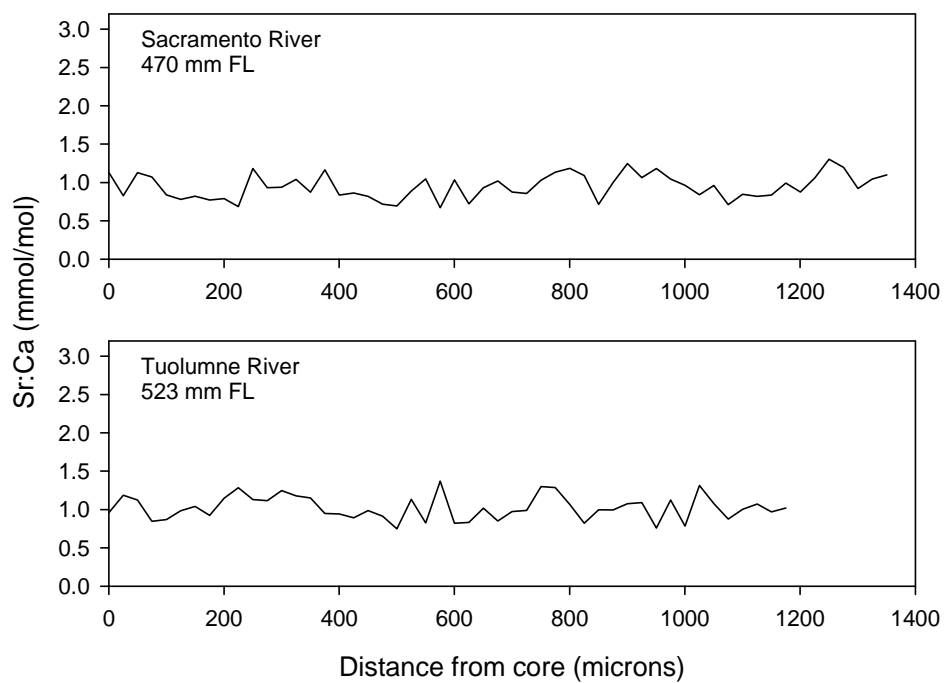 Sr:Ca (mmol/mol)
3.0
2.5
2.0
1.5
1.0
0.5
0.0
Sacramento River
470 mm FL
0 200 400 600 800 1000 1200 1400
3.0
2.5
2.0
1.5
1.0
0.5
0.0
Tuolumne River
523 mm FL
0 200 400 600 800 1000 1200 1400
Distance from core (microns)